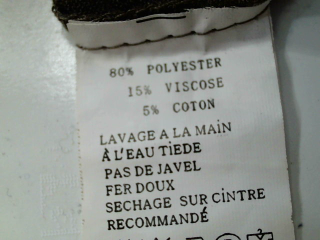 80% POLYESTER
15% VISCOSE
5% COTON
LAVAGE A LA MAIN
À L'EAU TIEDE
PAS DE JAVEL
FER DOUX
SECHAGE SUR CINTRE
RECOMMANDÉ